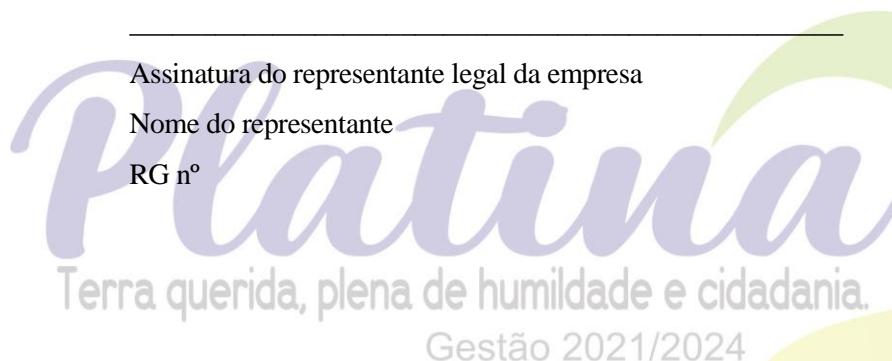 Assinatura do representante legal da empresa
Nome do representante
RG nº
Platina
Terra querida, plena de humildade e cidadania.
Gestão 2021/2024